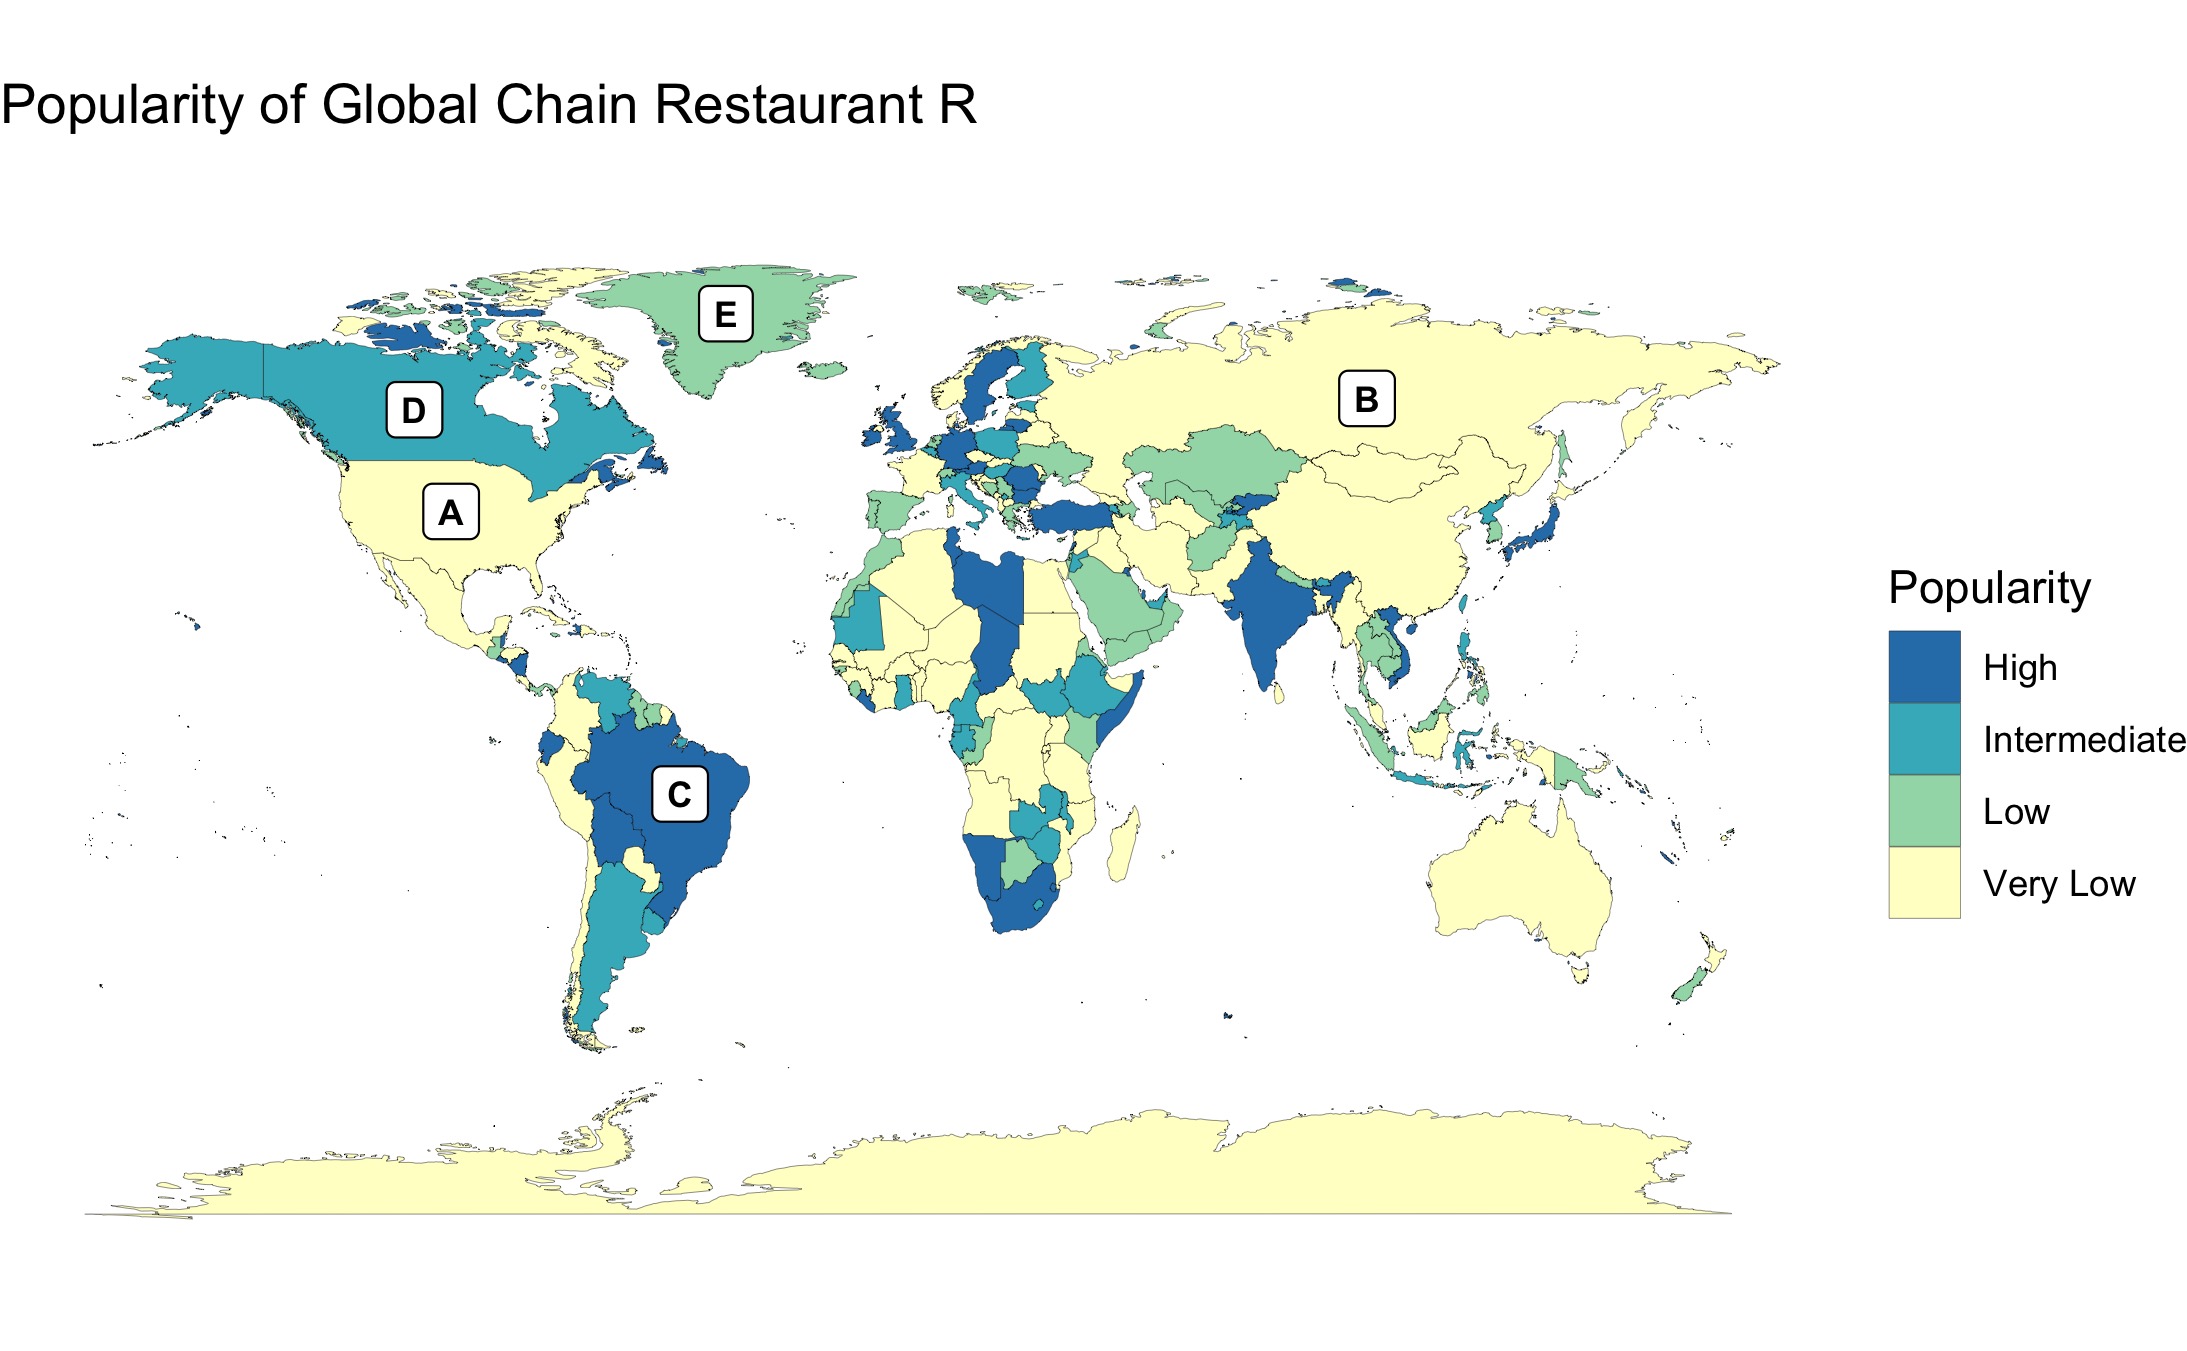 Popularity of Global Chain Restaurant R
E
B
D
A
C
Popularity
High
Intermediate
Low
Very Low